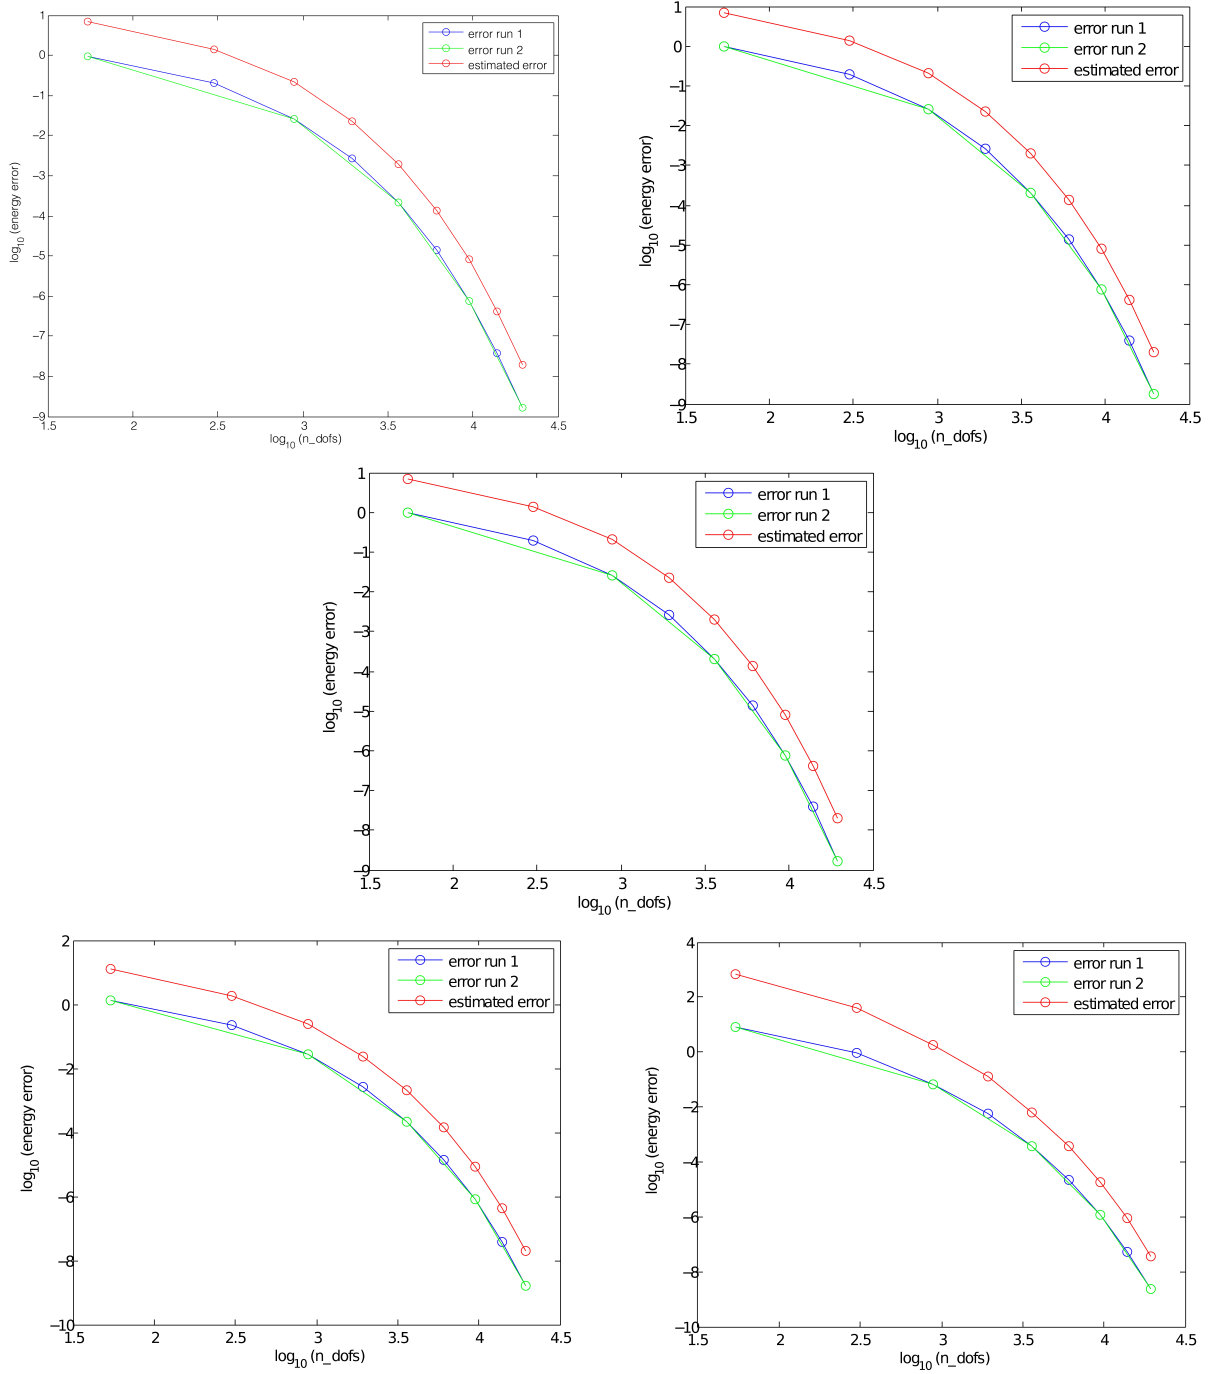 1
0
−1
−2
−3
−4
−5
−6
−7
−8
−9
1.5 2 2.5 3 3.5 4 4.5
log10 (n_dofs)
log10 (energy error)
error run 1
error run 2
estimated error
1
0
−1
−2
−3
−4
−5
−6
−7
−8
−9
1.5 2 2.5 3 3.5 4 4.5
log10 (n_dofs)
log10 (energy error)
error run 1
error run 2
estimated error
1
0
−1
−2
−3
−4
−5
−6
−7
−8
−9
1.5 2 2.5 3 3.5 4 4.5
log10 (n_dofs)
log10 (energy error)
error run 1
error run 2
estimated error
2
0
−2
−4
−6
−8
−10
1.5 2 2.5 3 3.5 4 4.5
log10 (n_dofs)
log10 (energy error)
error run 1
error run 2
estimated error
4
2
0
−2
−4
−6
−8
−10
1.5 2 2.5 3 3.5 4 4.5
log10 (n_dofs)
log10 (energy error)
error run 1
error run 2
estimated error